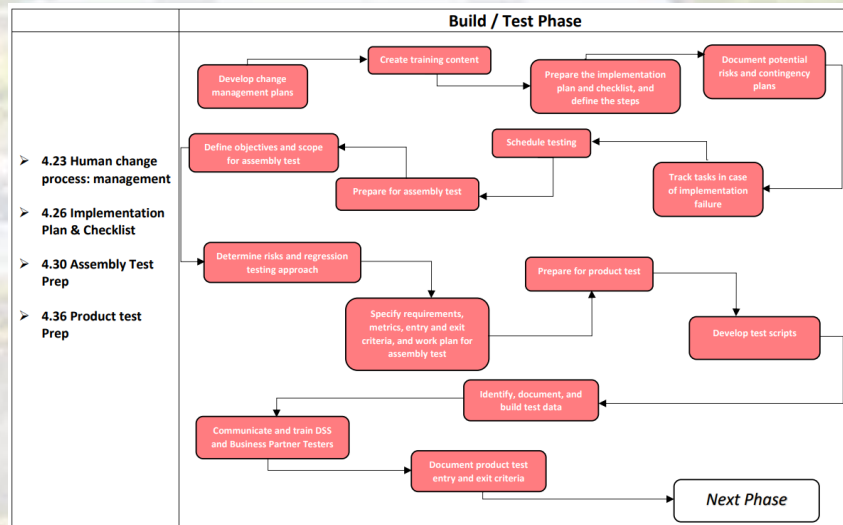 Build / Test Phase
➢ 4.23 Human change
process: management
➢ 4.26 Implementation
Plan & Checklist
➢ 4.30 Assembly Test
Prep
➢ 4.36 Product test
Prep
Develop change
management plans
Create training content
Prepare the implementation
plan and checklist, and
define the steps
Document potential
risks and contingency
plans
Track tasks in case
of implementation
failure
Schedule testing
Prepare for assembly test
Define objectives and scope
for assembly test
Determine risks and regression
testing approach
Specify requirements,
metrics, entry and exit
criteria, and work plan for
assembly test
Prepare for product test
Develop test scripts
Identify, document, and
build test data
Communicate and train DSS
and Business Partner Testers
Document product test
entry and exit criteria
Next Phase